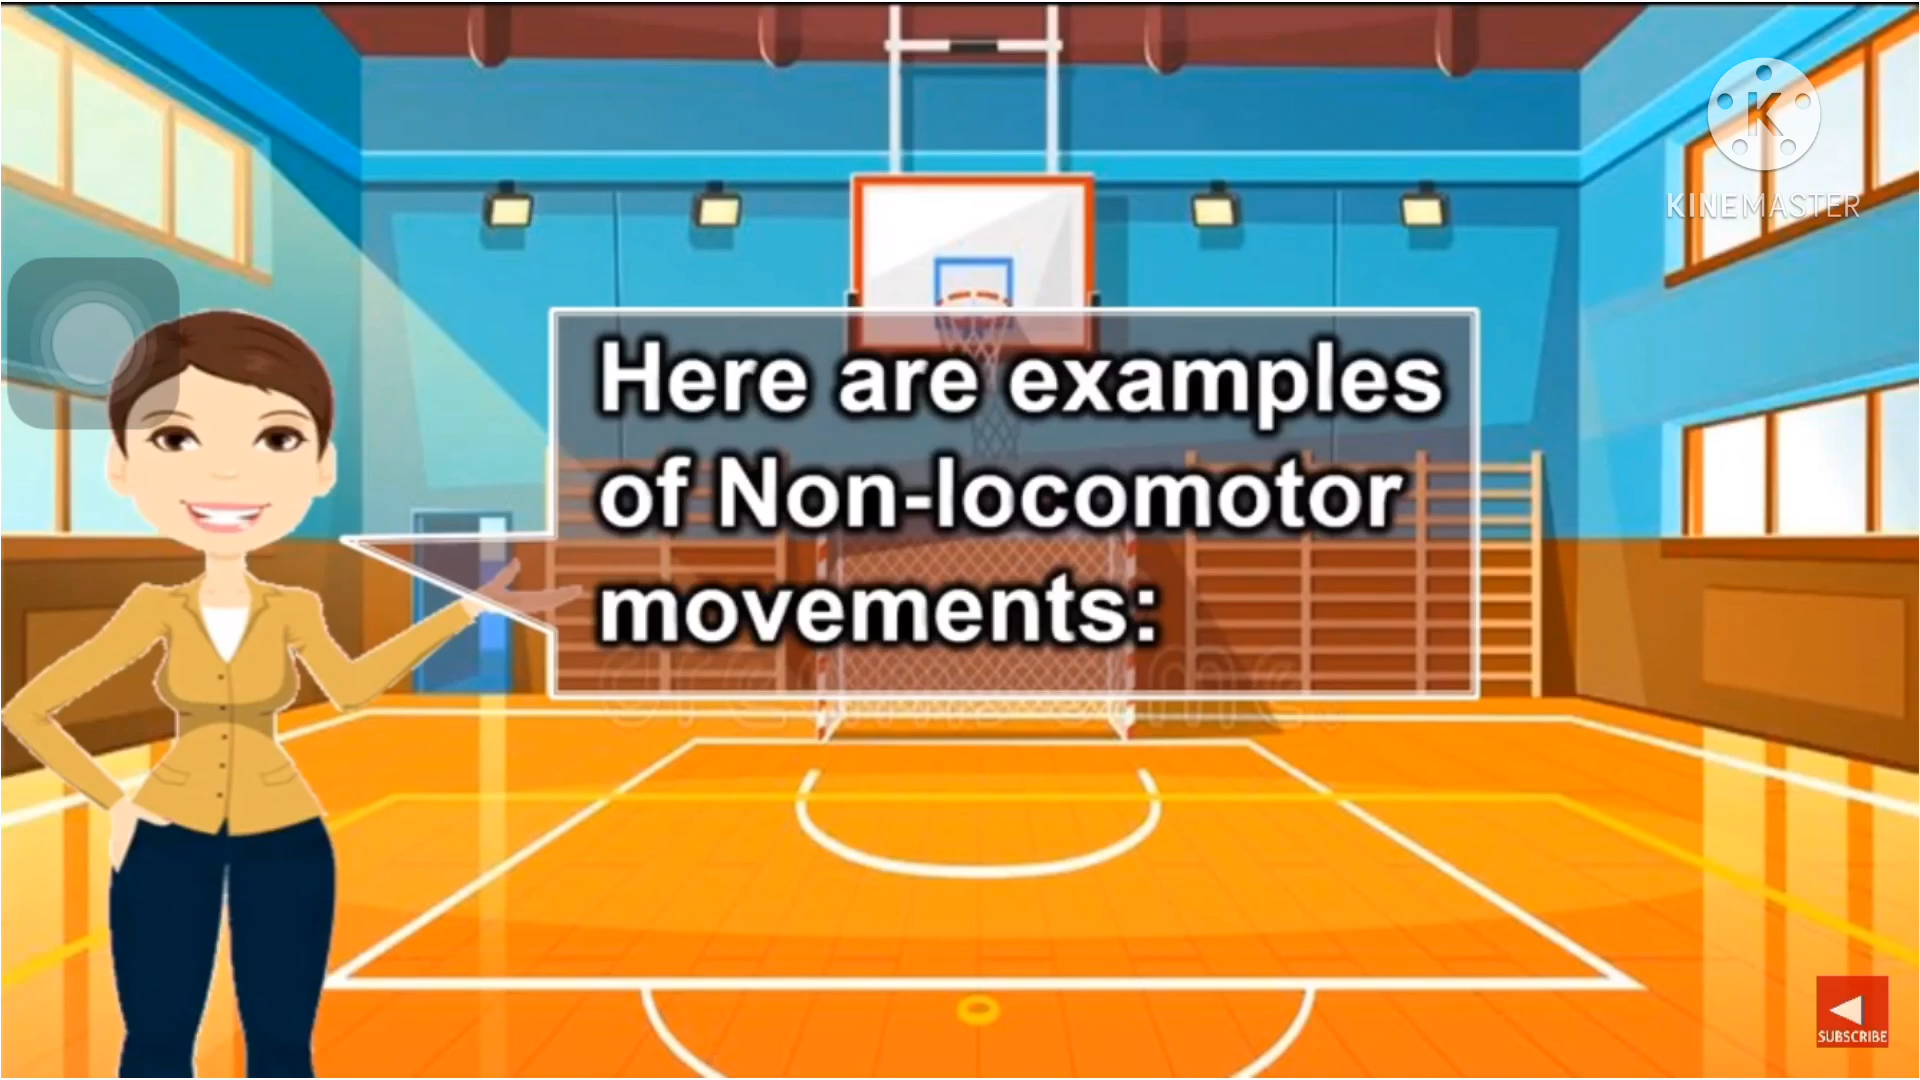 K
KINEMASTER
Here are examples
of Non-locomotor
movements:
SUBSCRIBE